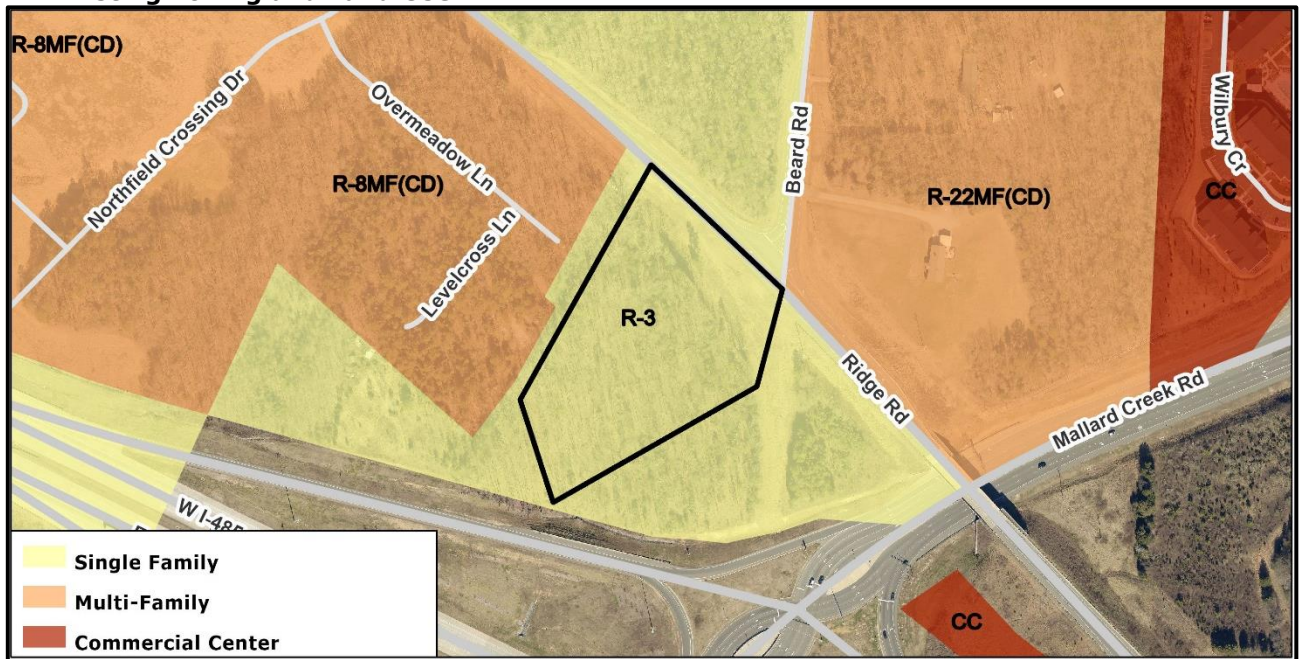 R-8MF(CD)
Northfield Crossing Dr
Overmeadow Ln
R-8MF(CD)
Levelcross Ln
Beard Rd
R-22MF(CD)
Wilbury Cr
CC
R-3
Ridge Rd
Mallard Creek Rd
W I-485
CC
Single Family
Multi-Family
Commercial Center